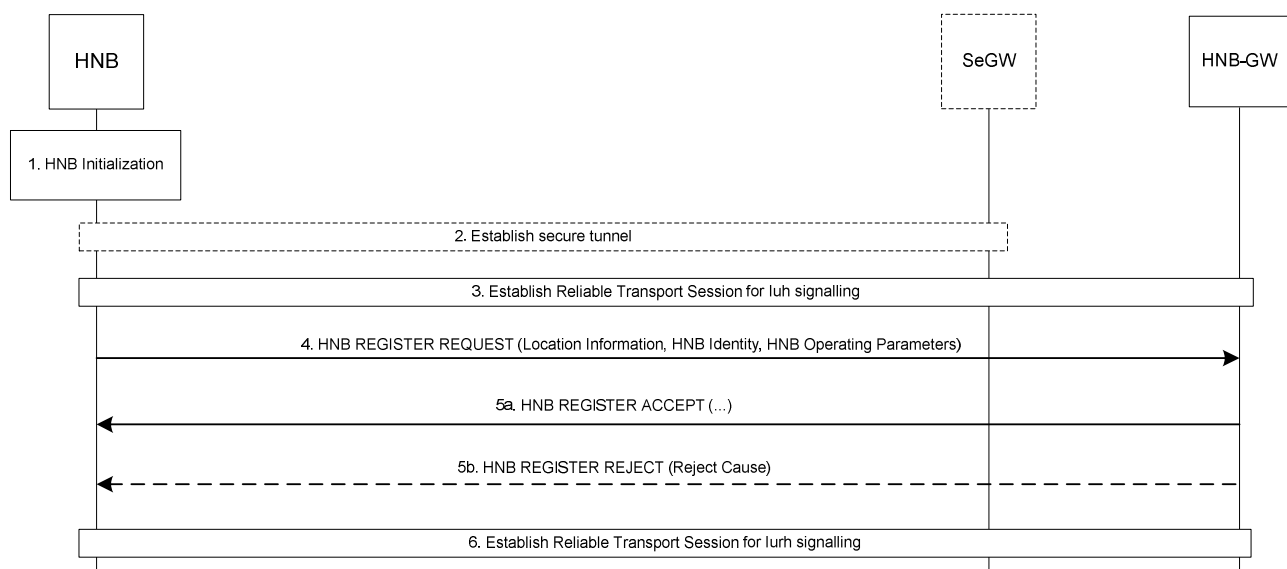 HNB
SeGW
HNB-GW
1. HNB Initialization
2. Establish secure tunnel
3. Establish Reliable Transport Session for Iuh signalling
4. HNB REGISTER REQUEST (Location Information, HNB Identity, HNB Operating Parameters)
5a. HNB REGISTER ACCEPT (...)
5b. HNB REGISTER REJECT (Reject Cause)
6. Establish Reliable Transport Session for Iurh signalling